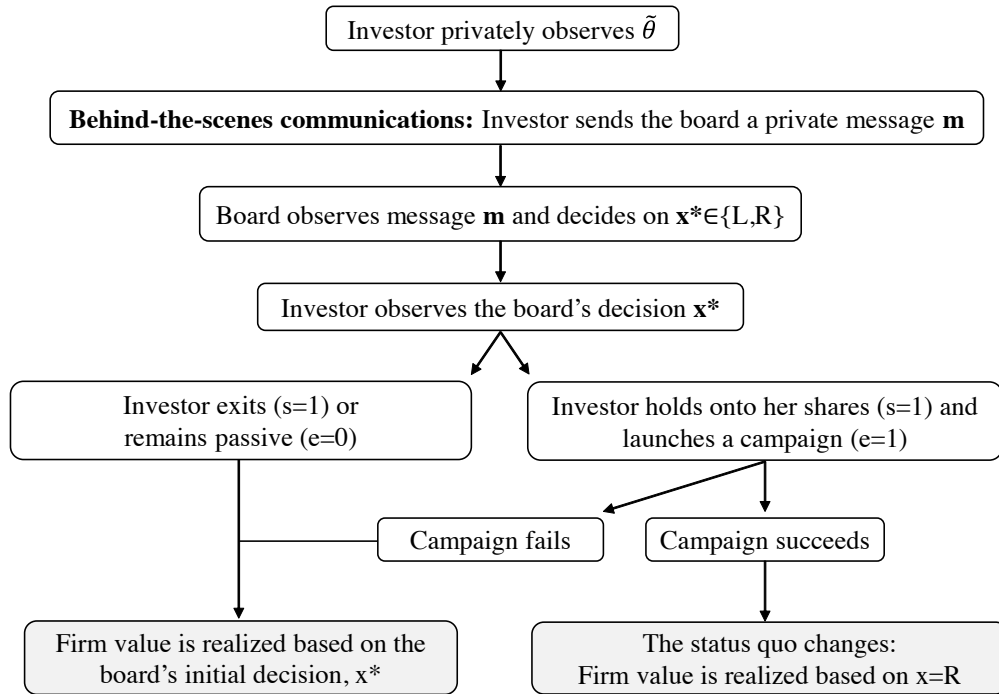 Investor privately observes θ̃
Behind-the-scenes communications: Investor sends the board a private message m
Board observes message m and decides on x*∈{L,R}
Investor observes the board's decision x*
Investor exits (s=1) or
remains passive (e=0)
Investor holds onto her shares (s=1) and
launches a campaign (e=1)
Campaign fails
Campaign succeeds
Firm value is realized based on the
board's initial decision, x*
The status quo changes:
Firm value is realized based on x=R